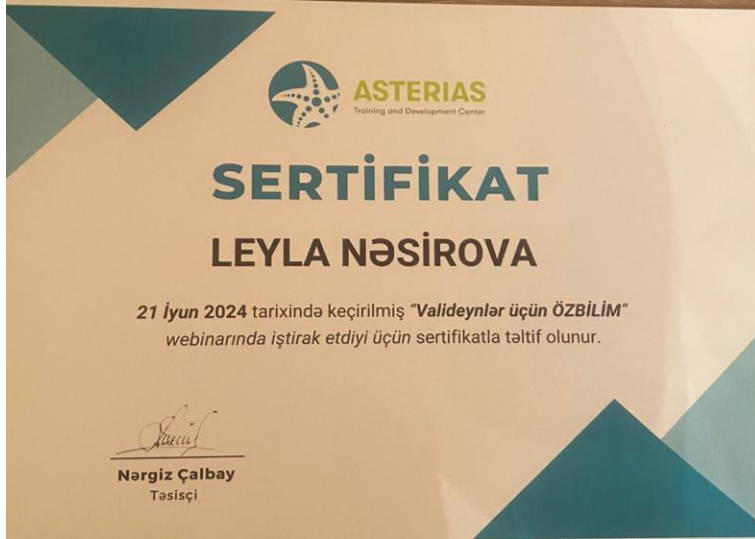 ASTERIAS
Training and Development Center
SERTİFİKAT
LEYLA NƏSİROVA
21 İyun 2024 tarixində keçirilmiş “Valideynlər üçün ÖZBİLİM”
webinarında iştirak etdiyi üçün sertifikatla təltif olunur.
Nərgiz Çalbay
Təsisçi